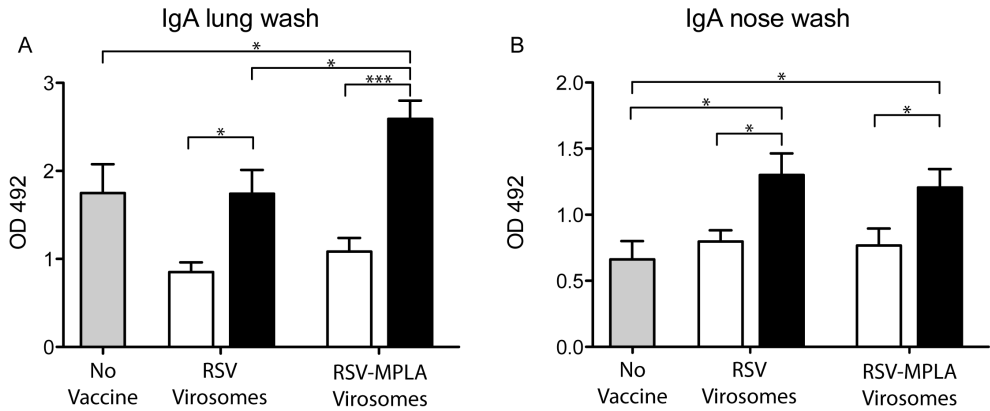 IgA lung wash
A
*
*
***
*
3
2
1
0
OD 492
No
Vaccine
RSV
Virosomes
RSV-MPLA
Virosomes
IgA nose wash
B
*
*
*
*
2.0
1.5
1.0
0.5
0.0
OD 492
No
Vaccine
RSV
Virosomes
RSV-MPLA
Virosomes